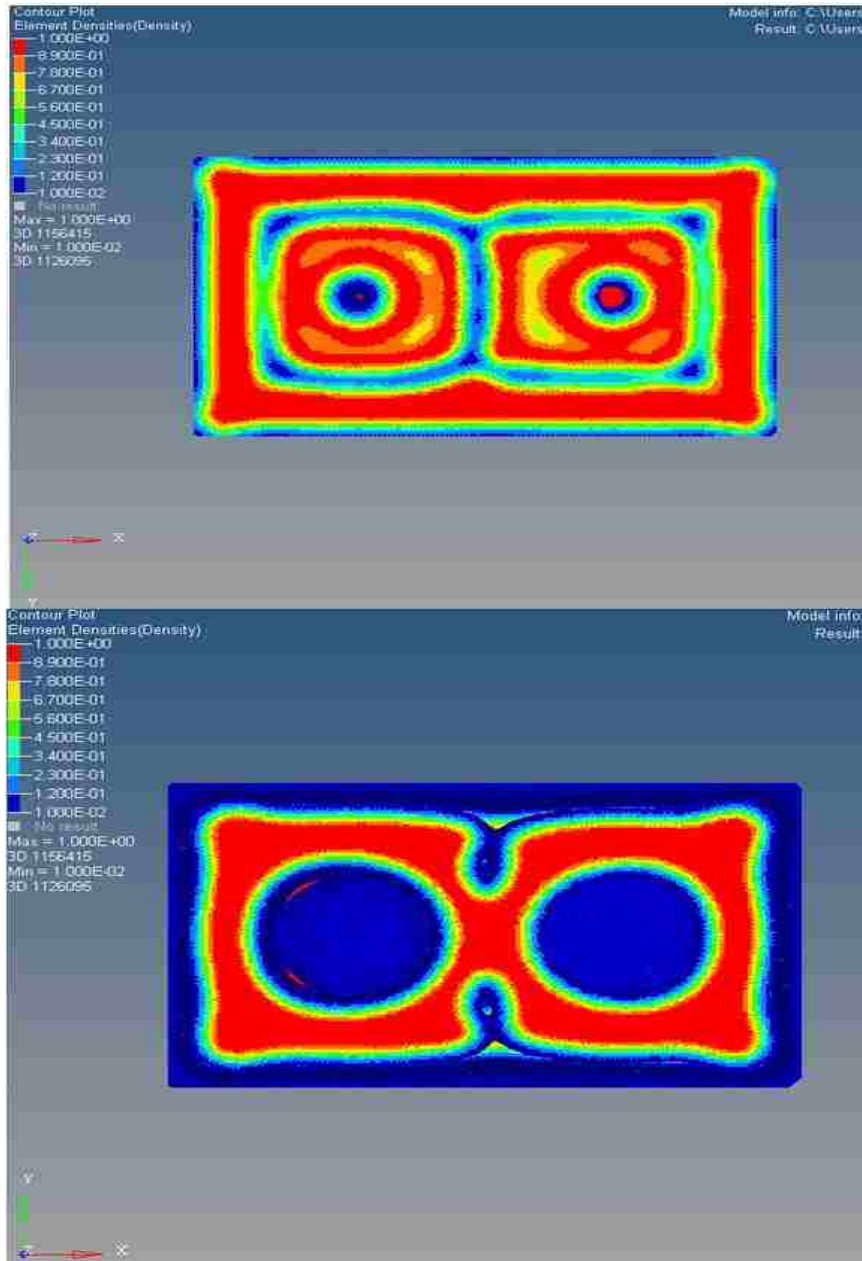 Contour Plot
Element Densities(Density)
1.000E+00
8.900E-01
7.800E-01
6.700E-01
5.600E-01
4.500E-01
3.400E-01
2.300E-01
1.200E-01
1.000E-02
No result
Max = 1.000E+00
3D 1156415
Min = 1.000E-02
3D 1126095
Model info: C:\Users
Result: C:\Users
Z
X
Y
Contour Plot
Element Densities(Density)
1.000E+00
8.900E-01
7.800E-01
6.700E-01
5.600E-01
4.500E-01
3.400E-01
2.300E-01
1.200E-01
1.000E-02
No result
Max = 1.000E+00
3D 1156415
Min = 1.000E-02
3D 1126095
Model info:
Result:
Y
Z
X